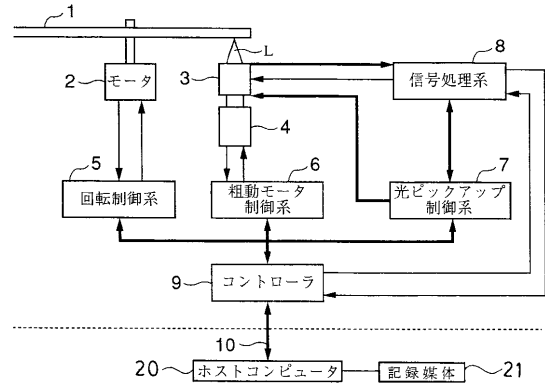 1
L
2 モータ
3
8
信号処理系
4
5
回転制御系
6
粗動モータ
制御系
7
光ピックアップ
制御系
9 コントローラ
10
20 ホストコンピュータ
記録媒体 21